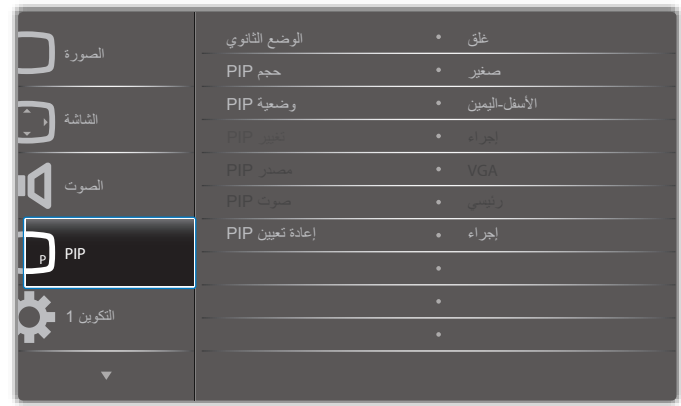 الصورة
الشاشة
الصوت
PIP
التكوين 1
الوضع الثانوي • غلق
حجم PIP • صغير
وضعية PIP • الأسفل-اليمين
تغيير PIP • إجراء
مصدر PIP • VGA
صوت PIP • رئيسي
إعادة تعيين PIP • إجراء